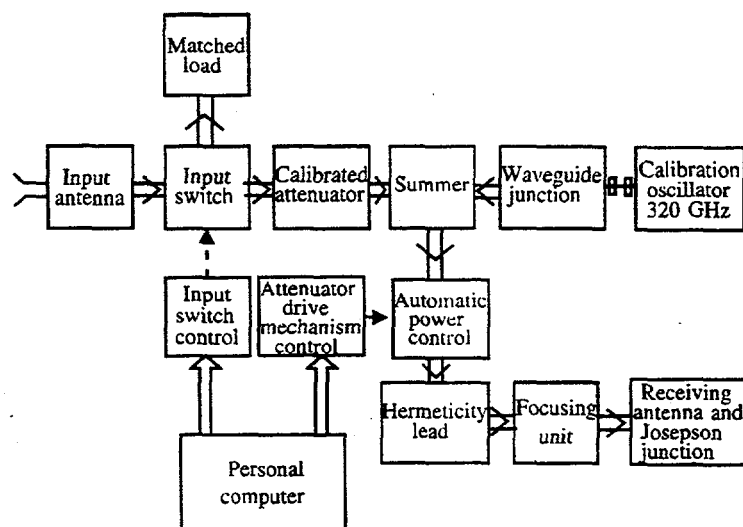 Matched
load
Input
antenna
Input
switch
Calibrated
attenuator
Summer
Waveguide
junction
Calibration
oscillator
320 GHz
Input
switch
control
Attenuator
drive
mechanism
control
Automatic
power
control
Hermeticity
lead
Focusing
unit
Receiving
antenna and
Josepson
junction
Personal
computer